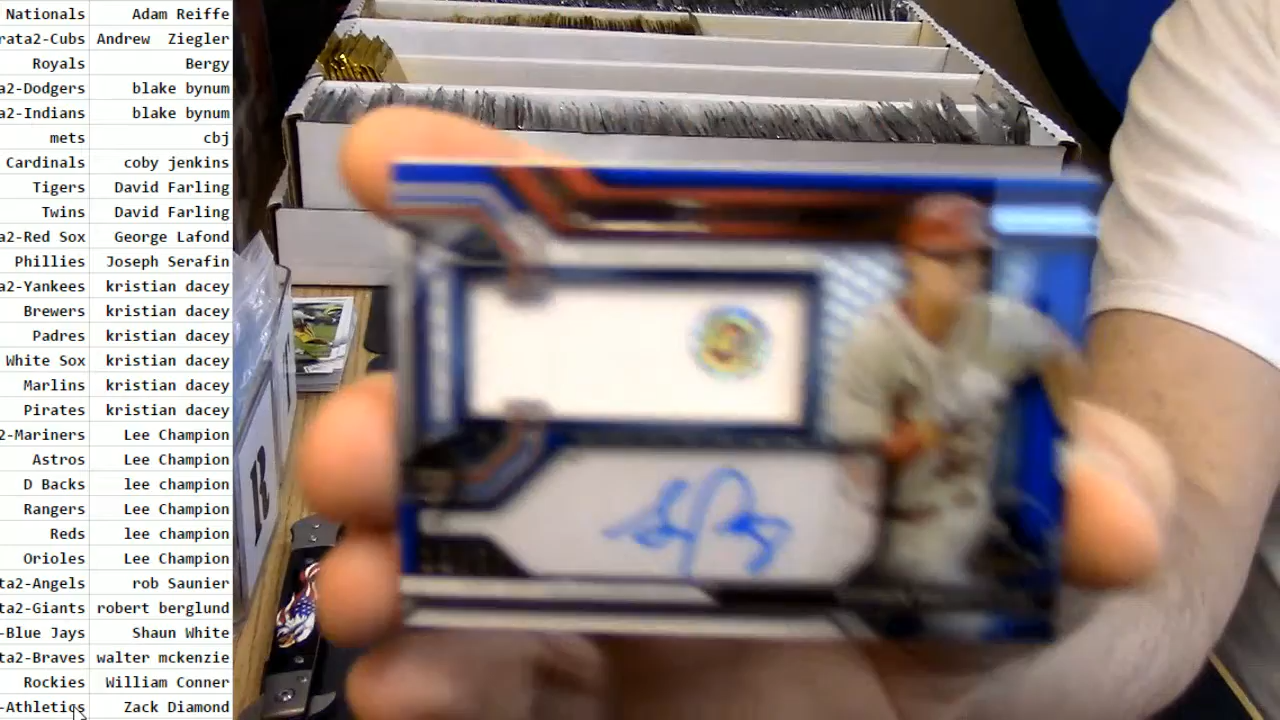 Nationals Adam Reiffe
rata2-Cubs Andrew Ziegler
Royals Bergy
a2-Dodgers blake bynum
a2-Indians blake bynum
mets cbj
Cardinals coby jenkins
Tigers David Farling
Twins David Farling
a2-Red Sox George Lafond
Phillies Joseph Serafin
a2-Yankees kristian dacey
Brewers kristian dacey
Padres kristian dacey
White Sox kristian dacey
Marlins kristian dacey
Pirates kristian dacey
2-Mariners Lee Champion
Astros Lee Champion
D Backs lee champion
Rangers Lee Champion
Reds lee champion
Orioles Lee Champion
ta2-Angels rob Saunier
ta2-Giants robert berglund
-Blue Jays Shaun White
ta2-Braves walter mckenzie
Rockies William Conner
-Athletics Zack Diamond
R